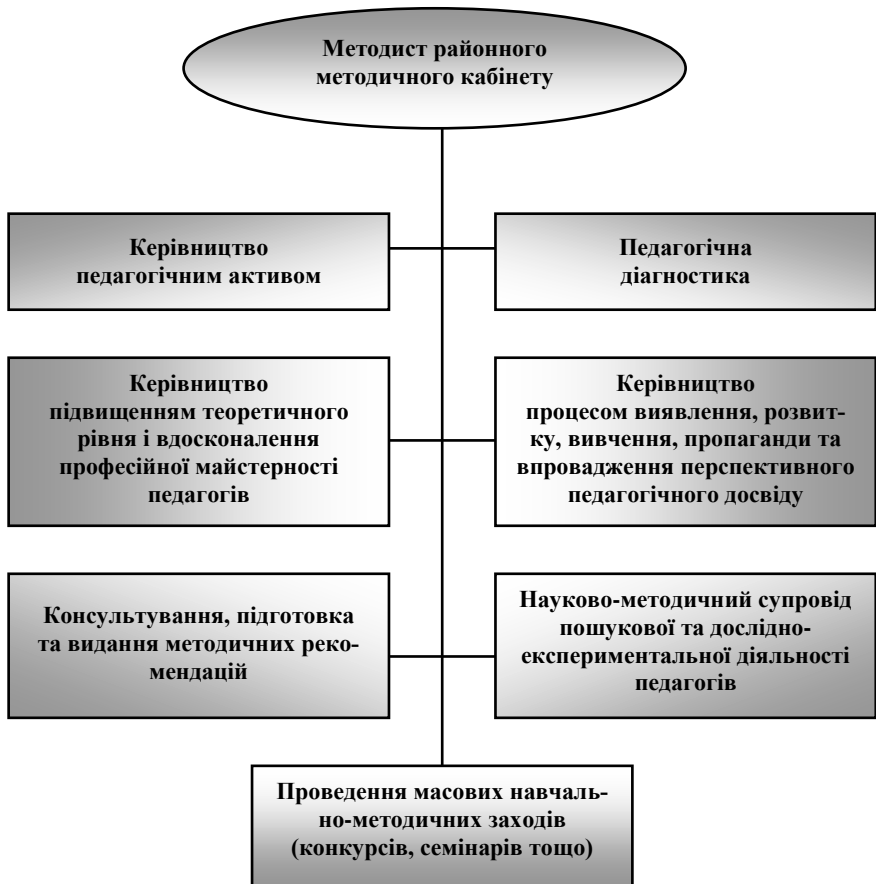 Методист районного
методичного кабінету
Керівництво
педагогічним активом
Педагогічна
діагностика
Керівництво
підвищенням теоретичного
рівня і вдосконалення
професійної майстерності
педагогів
Керівництво
процесом виявлення, розвит-
ку, вивчення, пропаганди та
впровадження перспективного
педагогічного досвіду
Консультування, підготовка
та видання методичних реко-
мендацій
Науково-методичний супровід
пошукової та дослідно-
експериментальної діяльності
педагогів
Проведення масових навчаль-
но-методичних заходів
(конкурсів, семінарів тощо)